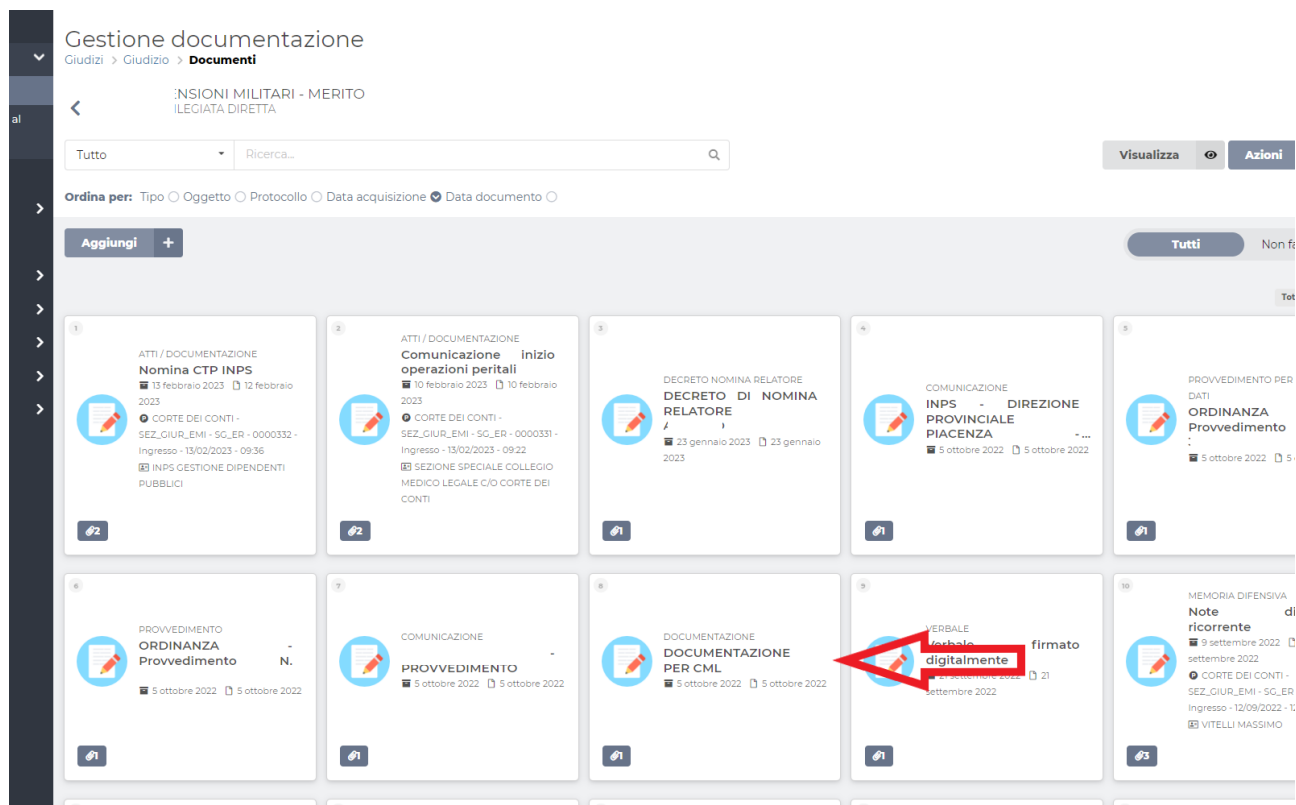 Gestione documentazione
Giudizi > Giudizio > Documenti
al
:NSIONI MILITARI - MERITO
ILEGIATA DIRETTA
Tutto
Ricerca...
Visualizza
Azioni
Ordina per: Tipo Oggetto Protocollo Data acquisizione Data documento
Aggiungi +
Tutti
Non fa
Tot
1
ATTI / DOCUMENTAZIONE
Nomina CTP INPS
13 febbraio 2023 12 febbraio
2023
CORTE DEI CONTI -
SEZ_GIUR_EMI - SG_ER - 0000332 -
Ingresso - 13/02/2023 - 09:36
INPS GESTIONE DIPENDENTI
PUBBLICI
2
2
ATTI / DOCUMENTAZIONE
Comunicazione inizio
operazioni peritali
10 febbraio 2023 10 febbraio
2023
CORTE DEI CONTI -
SEZ_GIUR_EMI - SG_ER - 0000331 -
Ingresso - 13/02/2023 - 09:22
SEZIONE SPECIALE COLLEGIO
MEDICO LEGALE C/O CORTE DEI
CONTI
2
3
DECRETO NOMINA RELATORE
DECRETO DI NOMINA
RELATORE
23 gennaio 2023 23 gennaio
2023
1
4
COMUNICAZIONE
INPS - DIREZIONE
PROVINCIALE
PIACENZA -...
5 ottobre 2022 5 ottobre 2022
1
5
PROVVEDIMENTO PER
DATI
ORDINANZA
Provvedimento
5 ottobre 2022 5
1
6
PROVVEDIMENTO
ORDINANZA -
Provvedimento N.
5 ottobre 2022 5 ottobre 2022
1
7
COMUNICAZIONE
-
PROVVEDIMENTO
5 ottobre 2022 5 ottobre 2022
1
8
DOCUMENTAZIONE
DOCUMENTAZIONE
PER CML
5 ottobre 2022 5 ottobre 2022
1
9
VERBALE
Verbale firmato
digitalmente
21 settembre 2022 21
settembre 2022
1
10
MEMORIA DIFENSIVA
Note di
ricorrente
9 settembre 2022
settembre 2022
CORTE DEI CONTI -
SEZ_GIUR_EMI - SG_ER
Ingresso - 12/09/2022 - 12
VITELLI MASSIMO
3